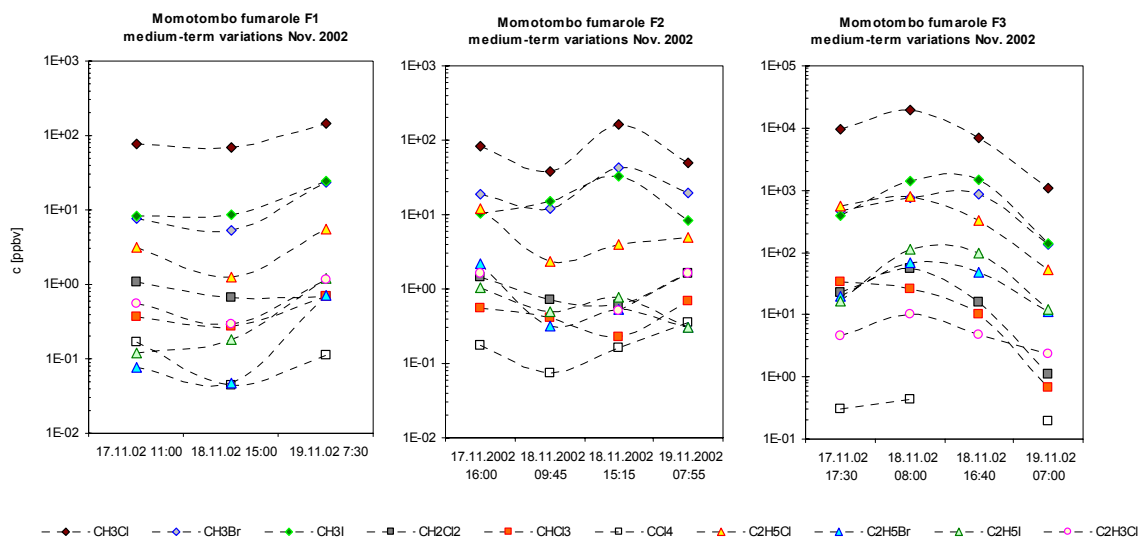 Momotombo fumarole F1
medium-term variations Nov. 2002
Momotombo fumarole F2
medium-term variations Nov. 2002
Momotombo fumarole F3
medium-term variations Nov. 2002
c [ppbv]
1E+03
1E+02
1E+01
1E+00
1E-01
1E-02
17.11.02 11:00
18.11.02 15:00
19.11.02 7:30
1E+03
1E+02
1E+01
1E+00
1E-01
1E-02
17.11.2002
16:00
18.11.2002
09:45
18.11.2002
15:15
19.11.2002
07:55
1E+05
1E+04
1E+03
1E+02
1E+01
1E+00
1E-01
17.11.02
17:30
18.11.02
08:00
18.11.02
16:40
19.11.02
07:00
CH3Cl
CH3Br
CH3I
CH2Cl2
CHCl3
CCl4
C2H5Cl
C2H5Br
C2H5I
C2H3Cl